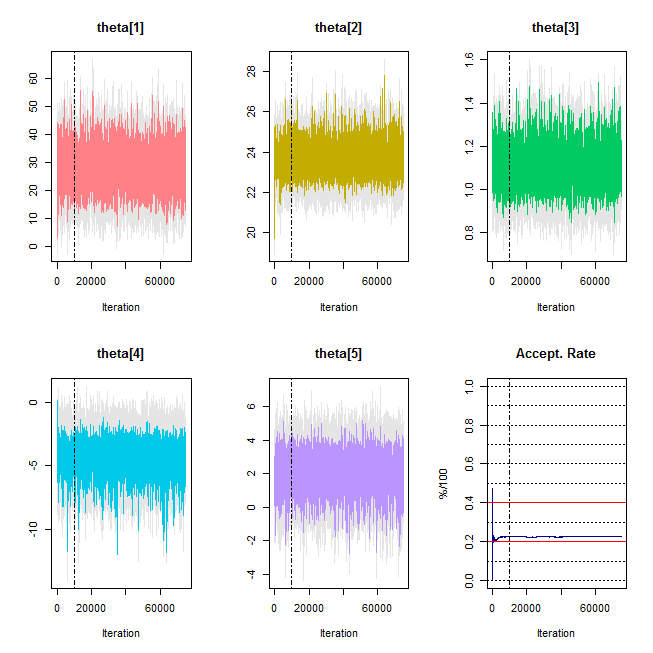 theta[1]
theta[2]
theta[3]
60
50
40
30
20
10
0
0 20000 60000
Iteration
28
26
24
22
20
0 20000 60000
Iteration
1.6
1.4
1.2
1.0
0.8
0 20000 60000
Iteration
theta[4]
theta[5]
Accept. Rate
0
-5
-10
0 20000 60000
Iteration
6
4
2
0
-2
-4
0 20000 60000
Iteration
%/100
1.0
0.8
0.6
0.4
0.2
0.0
0 20000 60000
Iteration